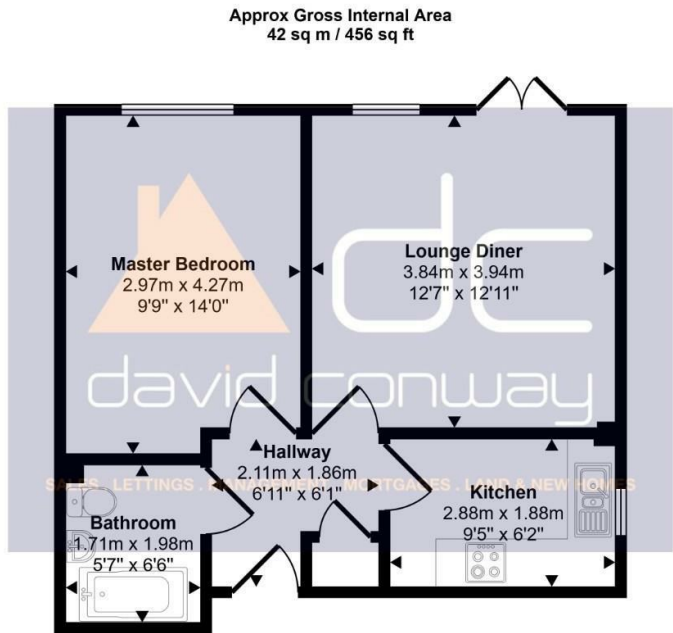 Approx Gross Internal Area
42 sq m / 456 sq ft
Master Bedroom
2.97m x 4.27m
9'9" x 14'0"
Lounge Diner
3.84m x 3.94m
12'7" x 12'11"
dc
david conway
Hallway
2.11m x 1.86m
6'11" x 6'1"
SALES . LETTINGS . MANAGEMENT . MORTGAGES . LAND & NEW HOMES
Kitchen
2.88m x 1.88m
9'5" x 6'2"
Bathroom
1.71m x 1.98m
5'7" x 6'6"